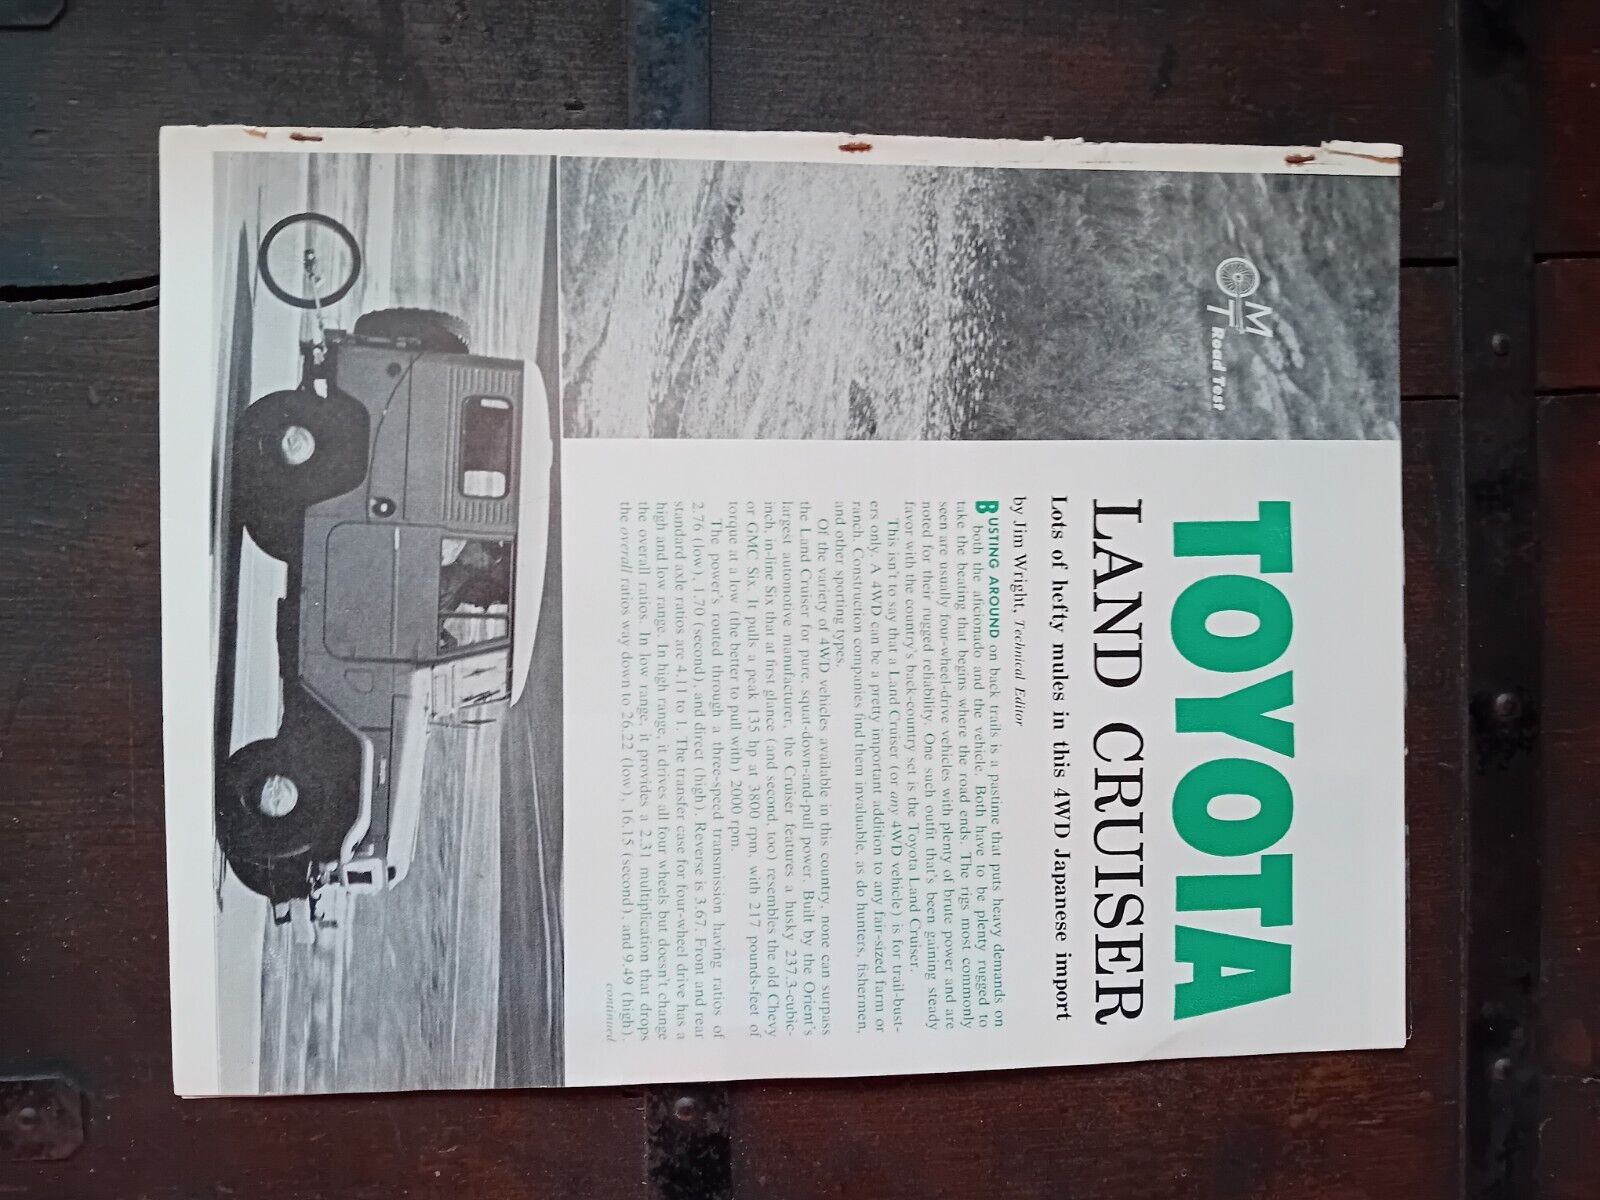 MT Road Test
TOYOTA
LAND CRUISER
Lots of hefty mules in this 4WD Japanese import
by Jim Wright, Technical Editor
BUSTING AROUND on back trails is a pastime that puts heavy demands on
both the aficionado and the vehicle. Both have to be plenty rugged to
take the beating that begins where the road ends. The rigs most commonly
seen are usually four-wheel-drive vehicles with plenty of brute power and are
noted for their rugged reliability. One such outfit that's been gaining steady
favor with the country's back-country set is the Toyota Land Cruiser.
This isn't to say that a Land Cruiser (or any 4WD vehicle) is for trail-bust-
ers only. A 4WD can be a pretty important addition to any fair-sized farm or
ranch. Construction companies find them invaluable, as do hunters, fishermen,
and other sporting types.
Of the variety of 4WD vehicles available in this country, none can surpass
the Land Cruiser for pure, squat-down-and-pull power. Built by the Orient's
largest automotive manufacturer, the Cruiser features a husky 237.3-cubic-
inch in-line Six that at first glance (and second, too) resembles the old Chevy
or GMC Six. It pulls a peak 135 hp at 3800 rpm, with 217 pounds-feet of
torque at a low (the better to pull with) 2000 rpm.
The power's routed through a three-speed transmission having ratios of
2.76 (low), 1.70 (second), and direct (high). Reverse is 3.67. Front and rear
standard axle ratios are 4.11 to 1. The transfer case for four-wheel drive has a
high and low range. In high range, it drives all four wheels but doesn't change
the overall ratios. In low range, it provides a 2.31 multiplication that drops
the overall ratios way down to 26.22 (low), 16.15 (second), and 9.49 (high).
continued